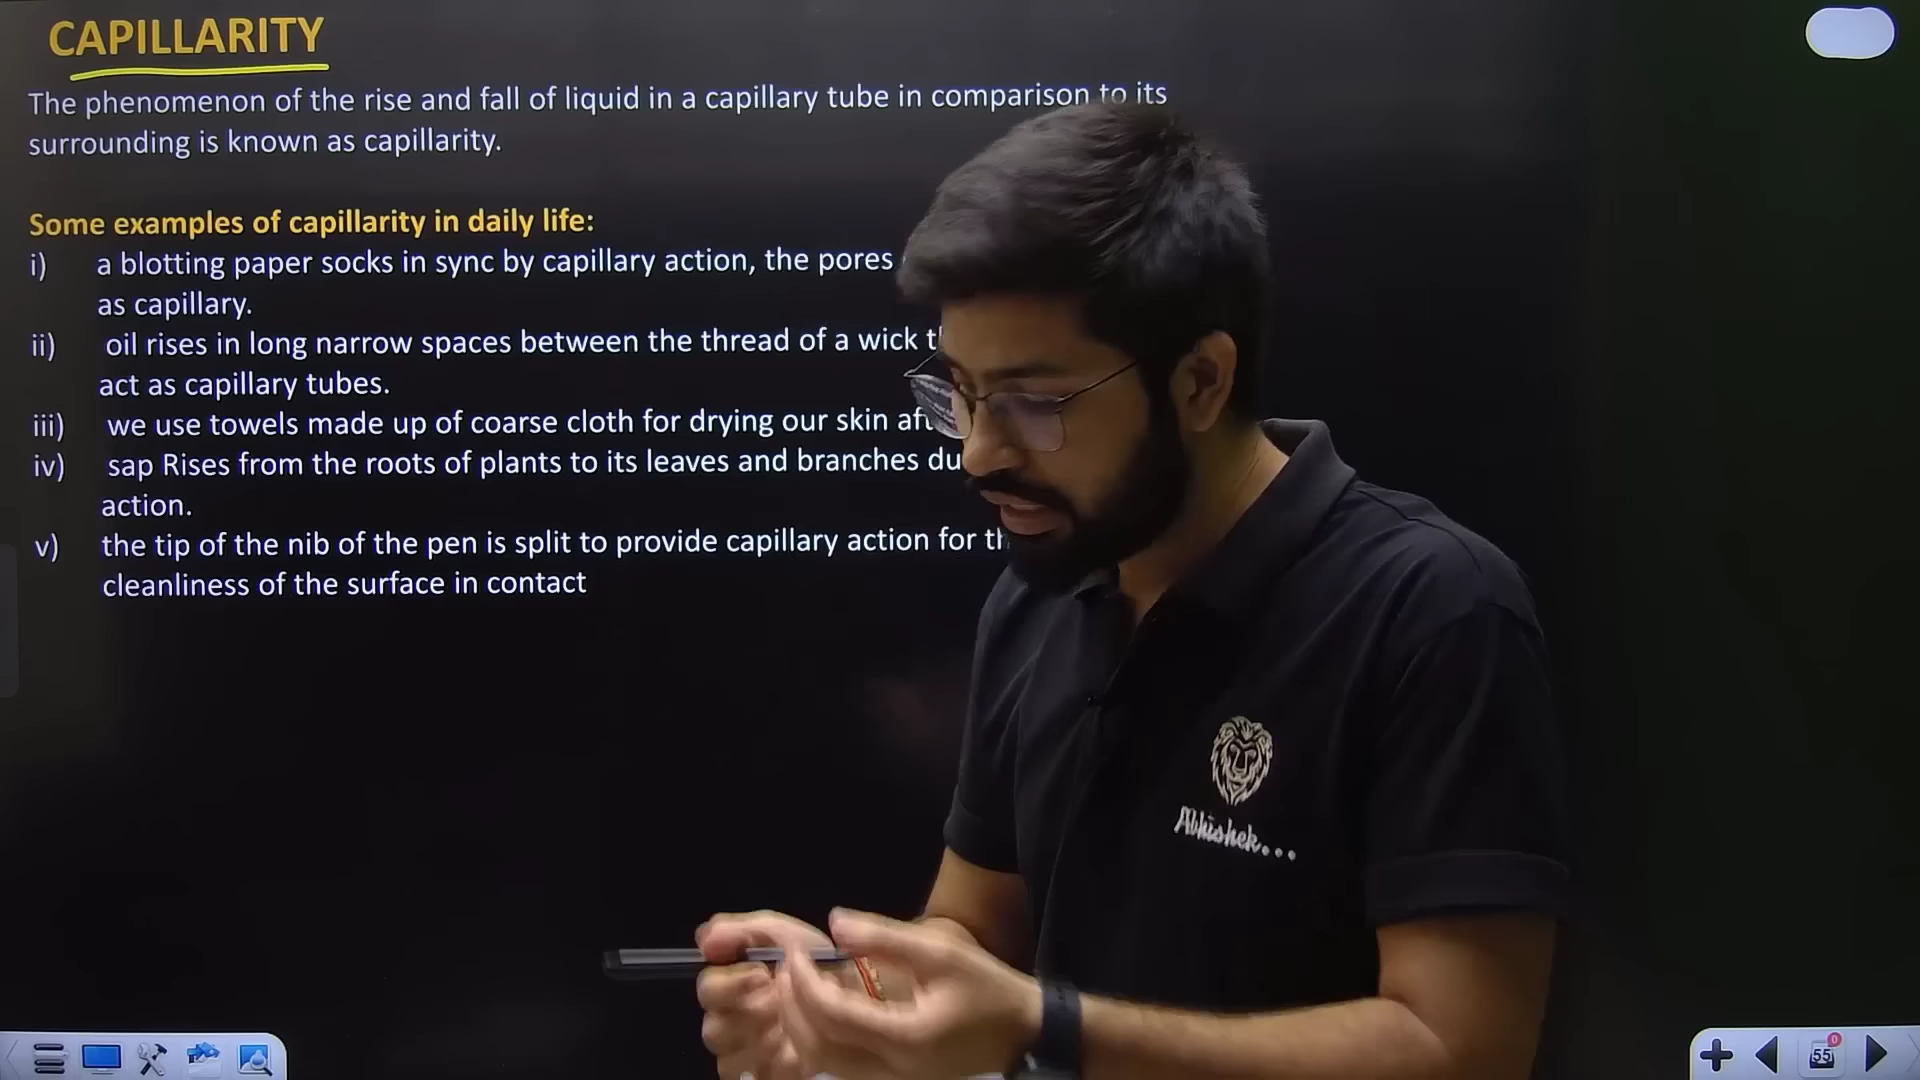 CAPILLARITY
The phenomenon of the rise and fall of liquid in a capillary tube in comparison to its
surrounding is known as capillarity.
Some examples of capillarity in daily life:
i) a blotting paper socks in sync by capillary action, the pores
as capillary.
ii) oil rises in long narrow spaces between the thread of a wick
act as capillary tubes.
iii) we use towels made up of coarse cloth for drying our skin
iv) sap Rises from the roots of plants to its leaves and branches
action.
v) the tip of the nib of the pen is split to provide capillary action for
cleanliness of the surface in contact
Abhishek...
55
0